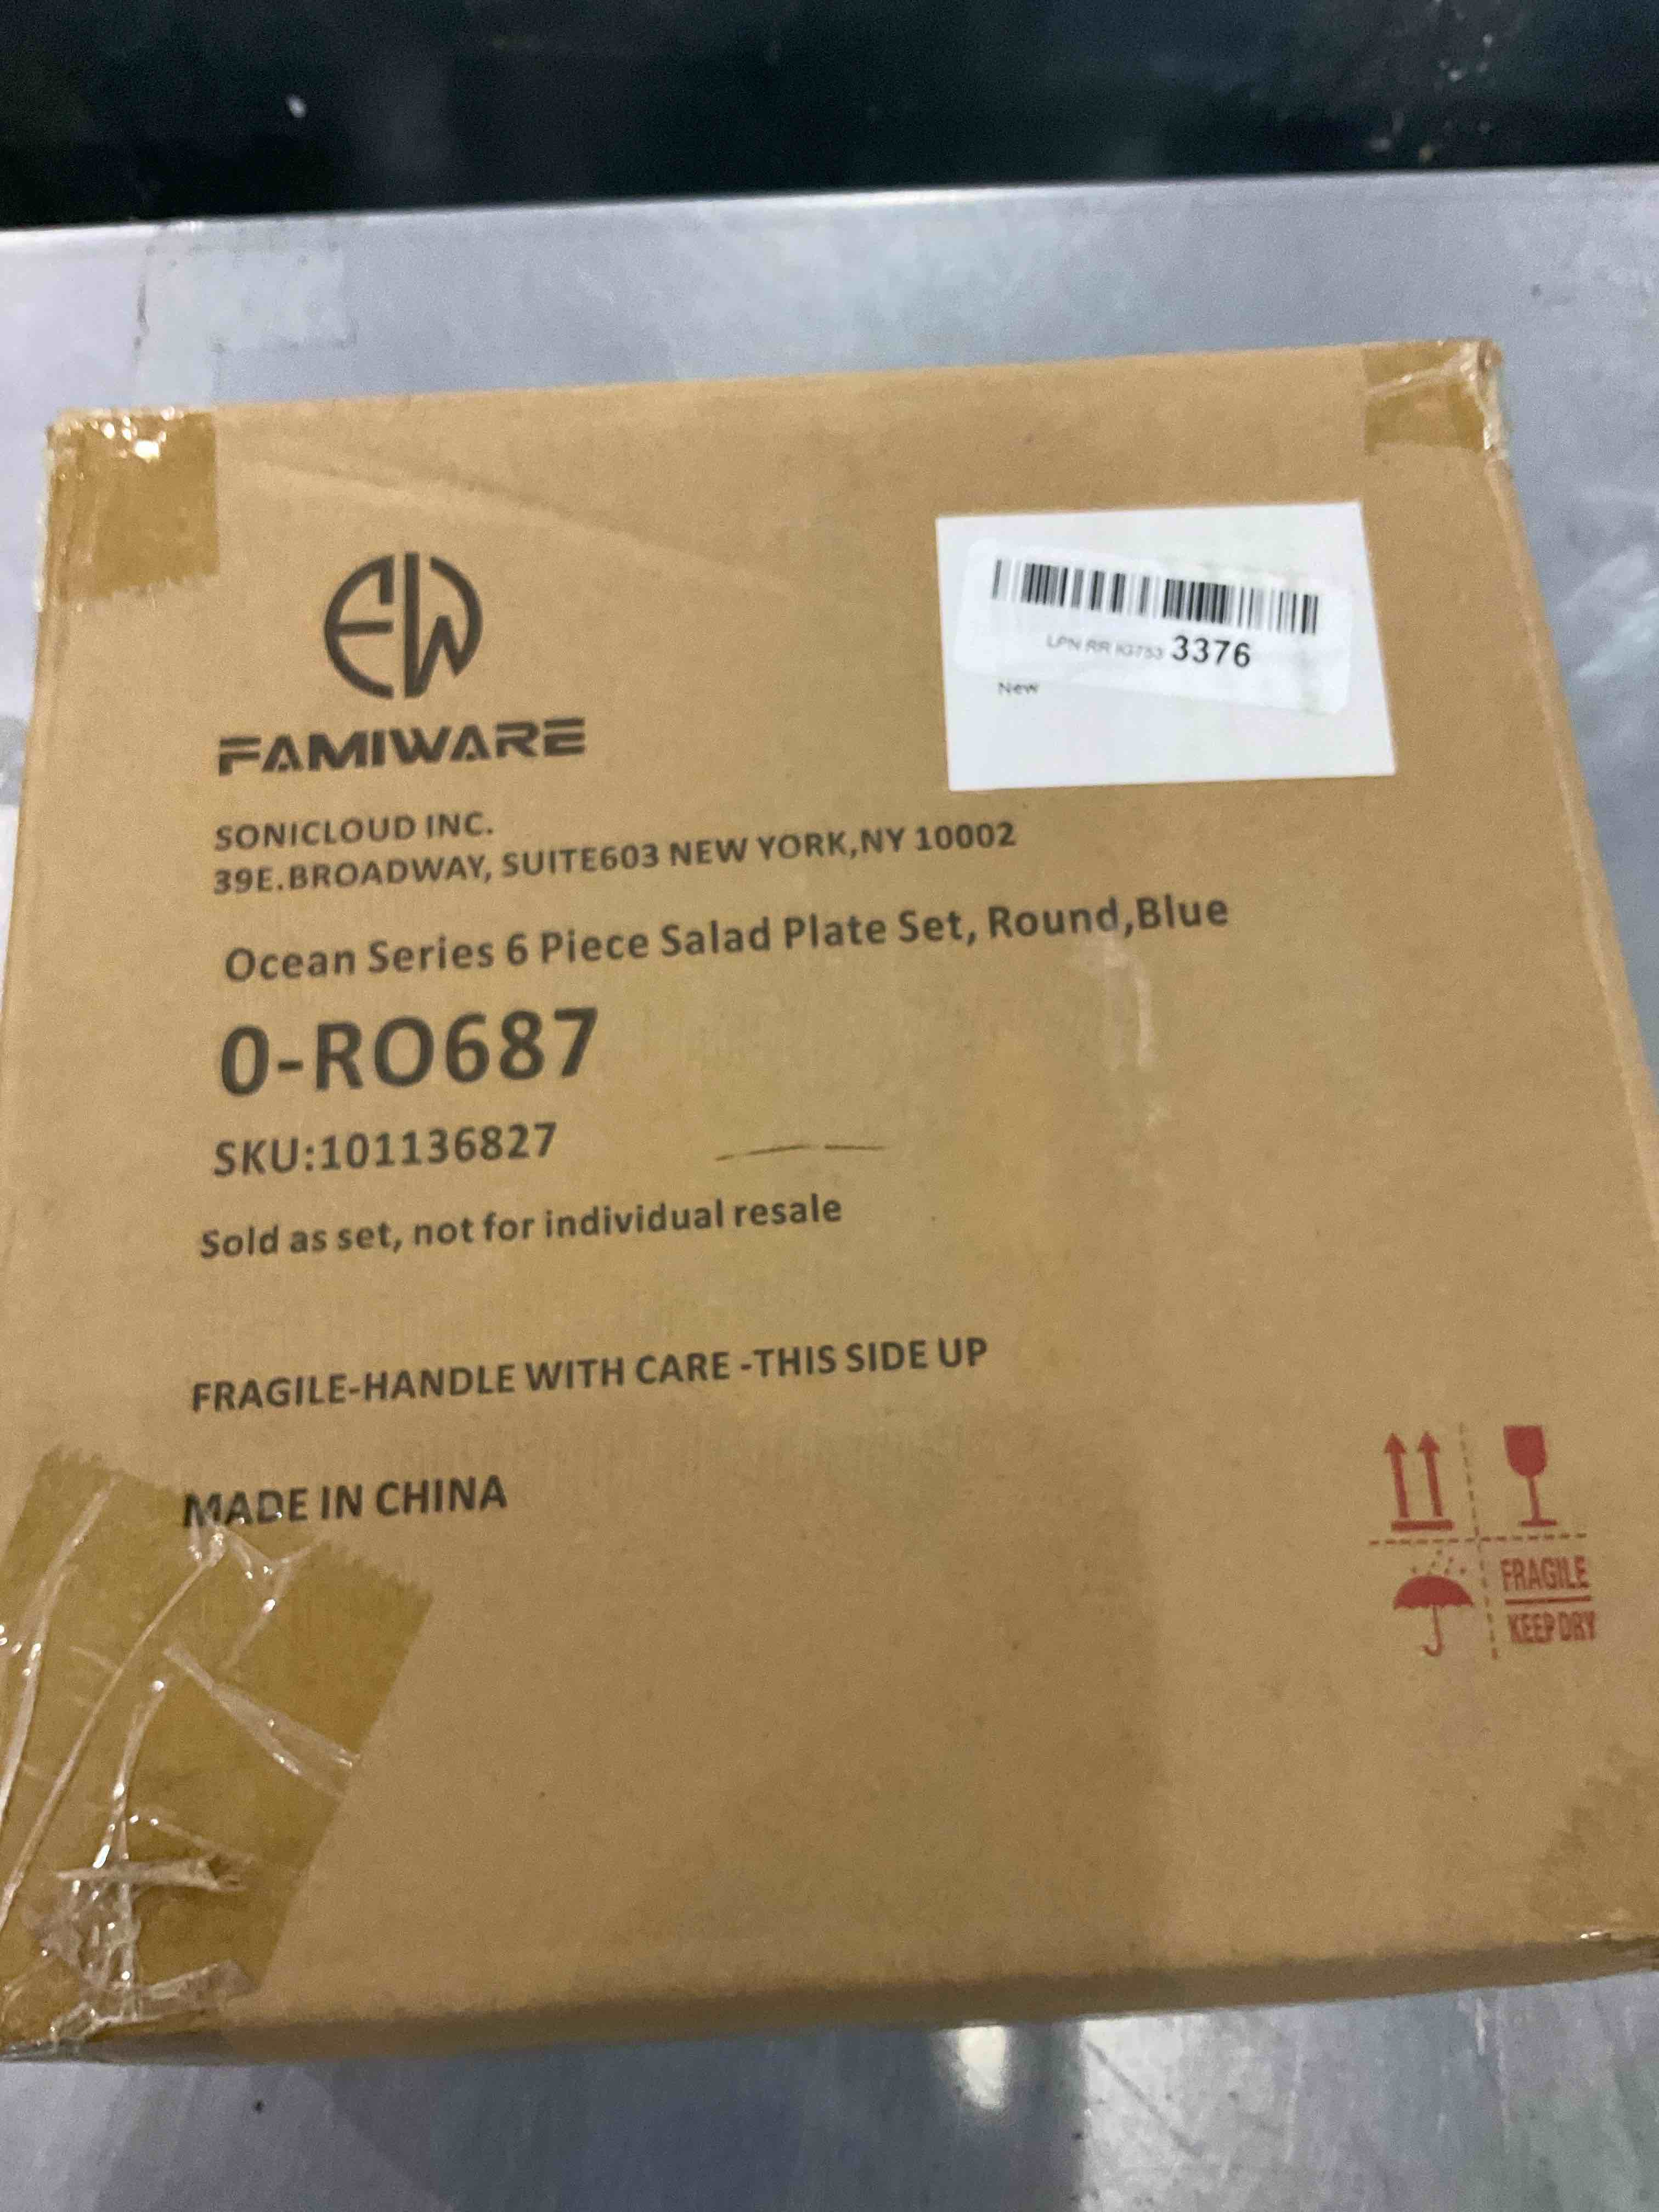 EW
FAMIWARE
3376
New
SONICLOUD INC.
39E.BROADWAY, SUITE603 NEW YORK,NY 10002
Ocean Series 6 Piece Salad Plate Set, Round,Blue
0-RO687
SKU:101136827
Sold as set, not for individual resale
FRAGILE-HANDLE WITH CARE -THIS SIDE UP
MADE IN CHINA
FRAGILE
KEEP DRY